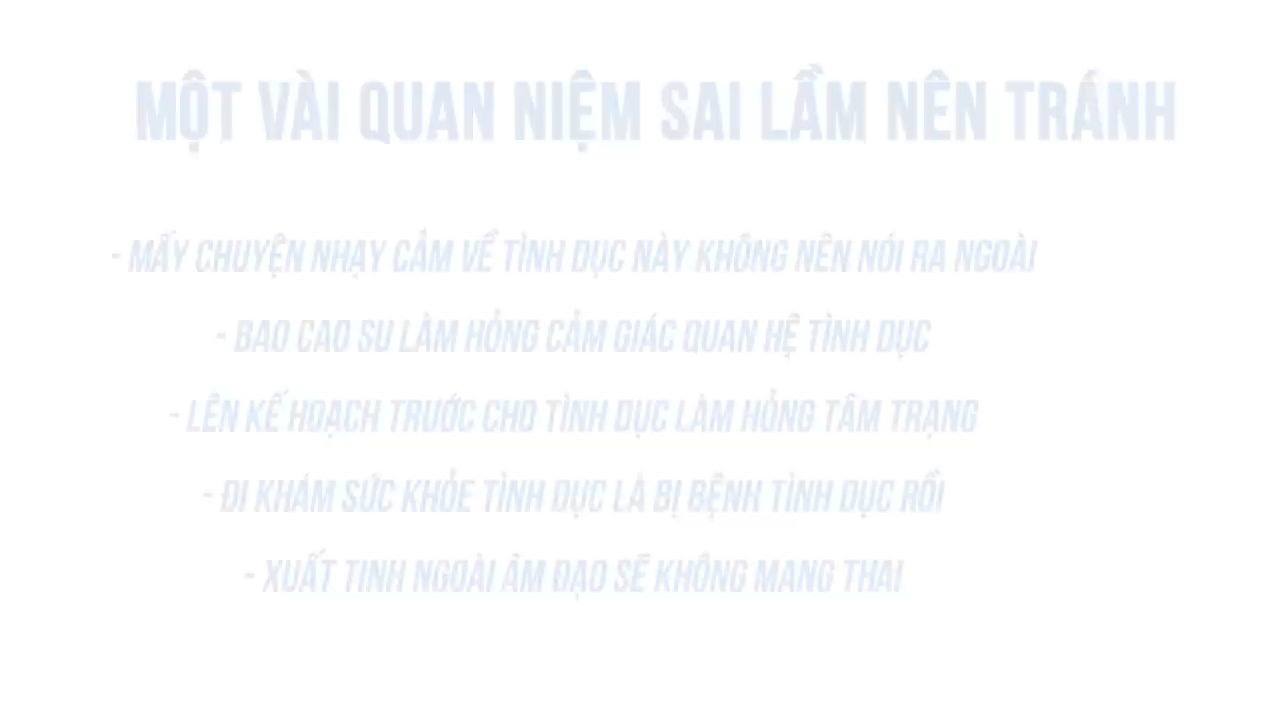 MỘT VÀI QUAN NIỆM SAI LẦM NÊN TRÁNH
- MẤY CHUYỆN NHẠY CẢM VỀ TÌNH DỤC NÀY KHÔNG NÊN NÓI RA NGOÀI
- BAO CAO SU LÀM HỎNG CẢM GIÁC QUAN HỆ TÌNH DỤC
- LÊN KẾ HOẠCH TRƯỚC CHO TÌNH DỤC LÀM HỎNG TÂM TRẠNG
- ĐI KHÁM SỨC KHỎE TÌNH DỤC LÀ BỊ BỆNH TÌNH DỤC RỒI
- XUẤT TINH NGOÀI ÂM ĐẠO SẼ KHÔNG MANG THAI